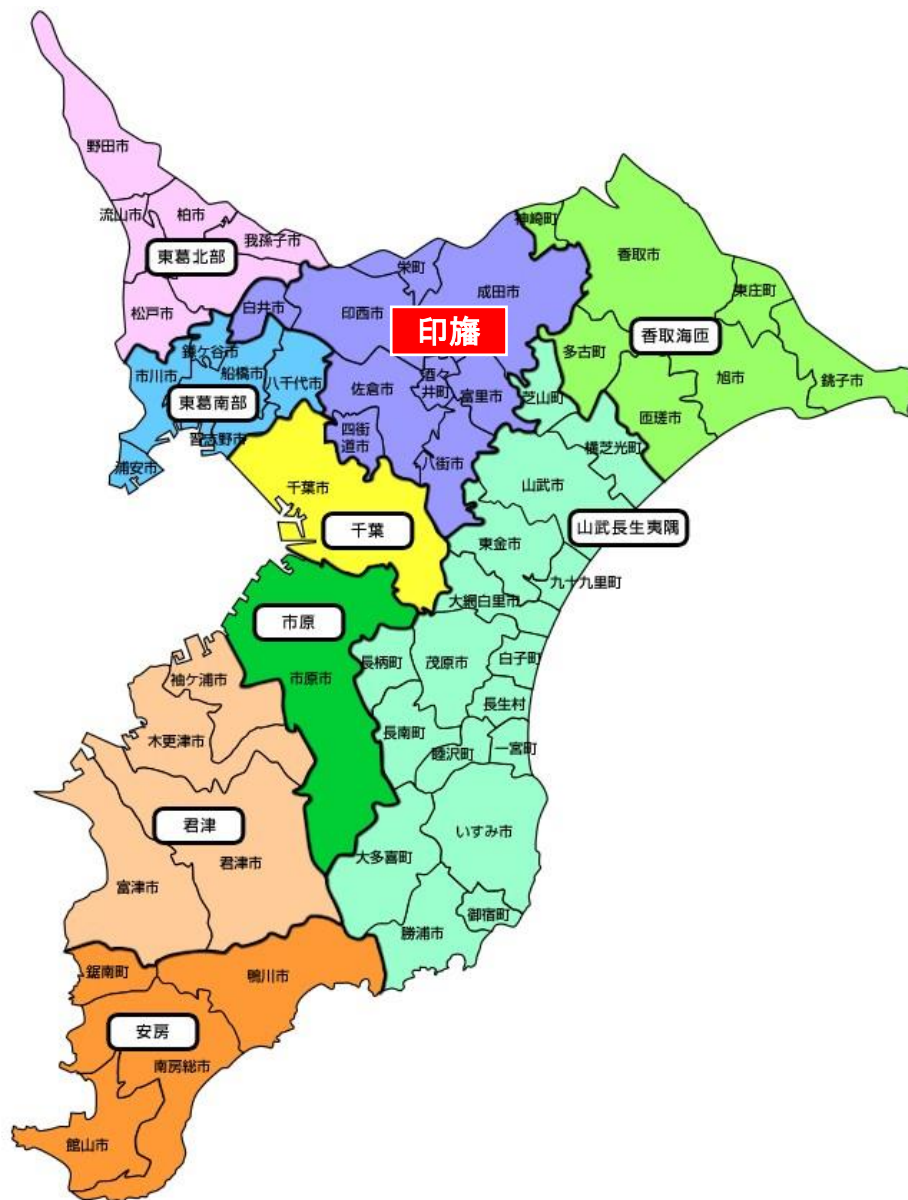 野田市
流山市
柏市
我孫子市
東葛北部
松戸市
白井市
印西市
栄町
成田市
印旛
神崎町
香取市
東庄町
香取海匝
多古町
旭市
銚子市
匝瑳市
市川市
鎌ケ谷市
船橋市
八千代市
東葛南部
習志野市
浦安市
佐倉市
酒々
井町
富里市
四街
道市
八街市
芝山町
横芝光町
山武市
山武長生夷隅
千葉市
千葉
東金市
九十九里町
大網白里市
市原
市原市
長柄町
茂原市
白子町
長生村
長南町
睦沢町
一宮町
袖ケ浦市
木更津市
君津
君津市
富津市
いすみ市
大多喜町
御宿町
勝浦市
鋸南町
鴨川市
安房
南房総市
館山市